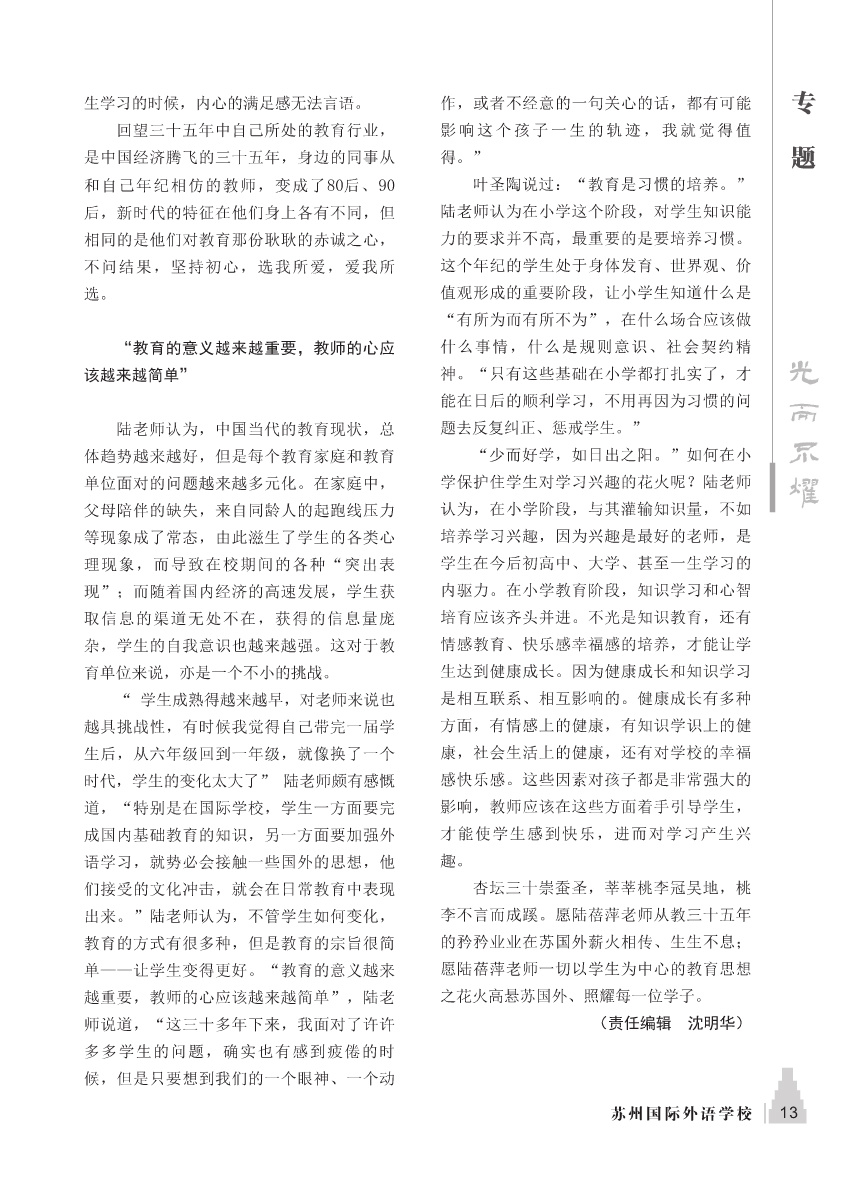 生学习的时候，内心的满足感无法言语。
回望三十五年中自己所处的教育行业，
是中国经济腾飞的三十五年，身边的同事从
和自己年纪相仿的教师，变成了80后、90
后，新时代的特征在他们身上各有不同，但
相同的是他们对教育那份耿耿的赤诚之心，
不问结果，坚持初心，选我所爱，爱我所
选。
“教育的意义越来越重要，教师的心应
该越来越简单”
陆老师认为，中国当代的教育现状，总
体趋势越来越好，但是每个教育家庭和教育
单位面对的问题越来越多元化。在家庭中，
父母陪伴的缺失，来自同龄人的起跑线压力
等现象成了常态，由此滋生了学生的各类心
理现象，而导致在校期间的各种“突出表
现”；而随着国内经济的高速发展，学生获
取信息的渠道无处不在，获得的信息量庞
杂，学生的自我意识也越来越强。这对于教
育单位来说，亦是一个不小的挑战。
“ 学生成熟得越来越早，对老师来说也
越具挑战性，有时候我觉得自己带完一届学
生后，从六年级回到一年级，就像换了一个
时代，学生的变化太大了” 陆老师颇有感慨
道，“特别是在国际学校，学生一方面要完
成国内基础教育的知识，另一方面要加强外
语学习，就势必会接触一些国外的思想，他
们接受的文化冲击，就会在日常教育中表现
出来。”陆老师认为，不管学生如何变化，
教育的方式有很多种，但是教育的宗旨很简
单——让学生变得更好。“教育的意义越来
越重要，教师的心应该越来越简单”，陆老
师说道，“这三十多年下来，我面对了许许
多多学生的问题，确实也有感到疲倦的时
候，但是只要想到我们的一个眼神、一个动
作，或者不经意的一句关心的话，都有可能
影响这个孩子一生的轨迹，我就觉得值
得。”
叶圣陶说过：“教育是习惯的培养。”
陆老师认为在小学这个阶段，对学生知识能
力的要求并不高，最重要的是要培养习惯。
这个年纪的学生处于身体发育、世界观、价
值观形成的重要阶段，让小学生知道什么是
“有所为而有所不为”，在什么场合应该做
什么事情，什么是规则意识、社会契约精
神。“只有这些基础在小学都打扎实了，才
能在日后的顺利学习，不用再因为习惯的问
题去反复纠正、惩戒学生。”
“少而好学，如日出之阳。”如何在小
学保护住学生对学习兴趣的花火呢？陆老师
认为，在小学阶段，与其灌输知识量，不如
培养学习兴趣，因为兴趣是最好的老师，是
学生在今后初高中、大学、甚至一生学习的
内驱力。在小学教育阶段，知识学习和心智
培育应该齐头并进。不光是知识教育，还有
情感教育、快乐感幸福感的培养，才能让学
生达到健康成长。因为健康成长和知识学习
是相互联系、相互影响的。健康成长有多种
方面，有情感上的健康，有知识学识上的健
康，社会生活上的健康，还有对学校的幸福
感快乐感。这些因素对孩子都是非常强大的
影响，教师应该在这些方面着手引导学生，
才能使学生感到快乐，进而对学习产生兴
趣。
杏坛三十崇蚕圣，莘莘桃李冠吴地，桃
李不言而成蹊。愿陆蓓萍老师从教三十五年
的矜矜业业在苏国外薪火相传、生生不息；
愿陆蓓萍老师一切以学生为中心的教育思想
之花火高悬苏国外、照耀每一位学子。
（责任编辑　沈明华）
专题
光而不耀
苏州国际外语学校 13